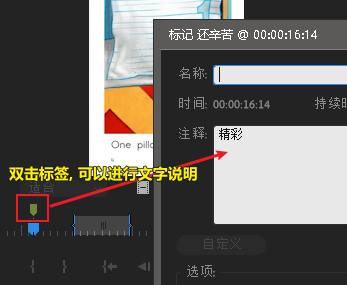 标记 还辛苦 @ 00:00:16:14
名称:
时间: 00:00:16:14
持续时
注释:
精彩
One pillo
双击标签, 可以进行文字说明
适合
自定义
选项: